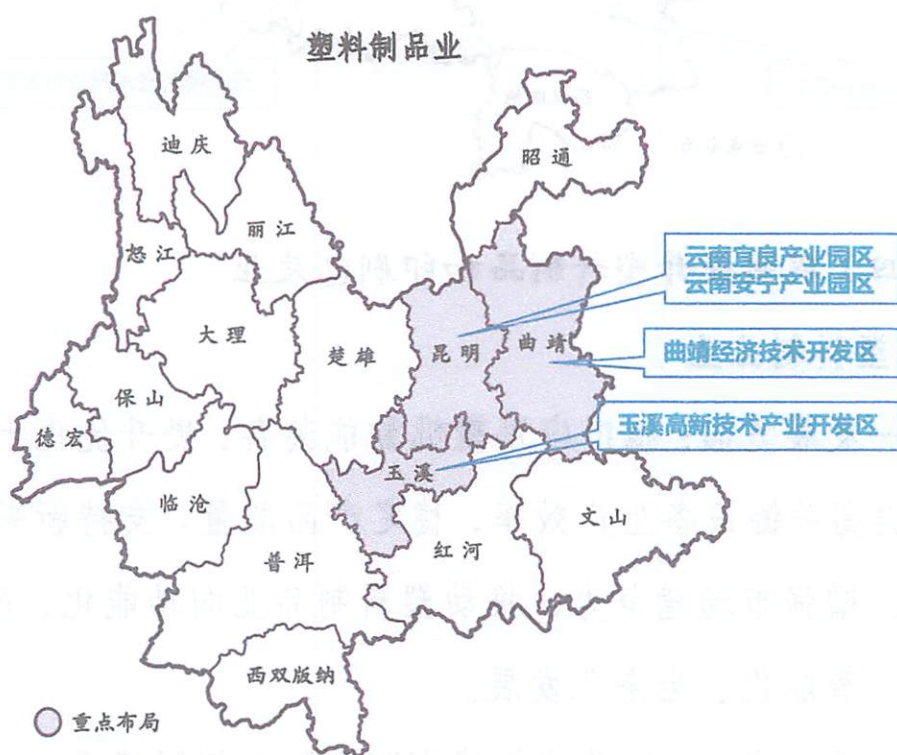 塑料制品业
迪庆
昭通
丽江
怒江
云南宜良产业园区
云南安宁产业园区
大理
楚雄
昆明
曲靖
曲靖经济技术开发区
保山
德宏
玉溪高新技术产业开发区
玉溪
临沧
文山
普洱
红河
西双版纳
重点布局